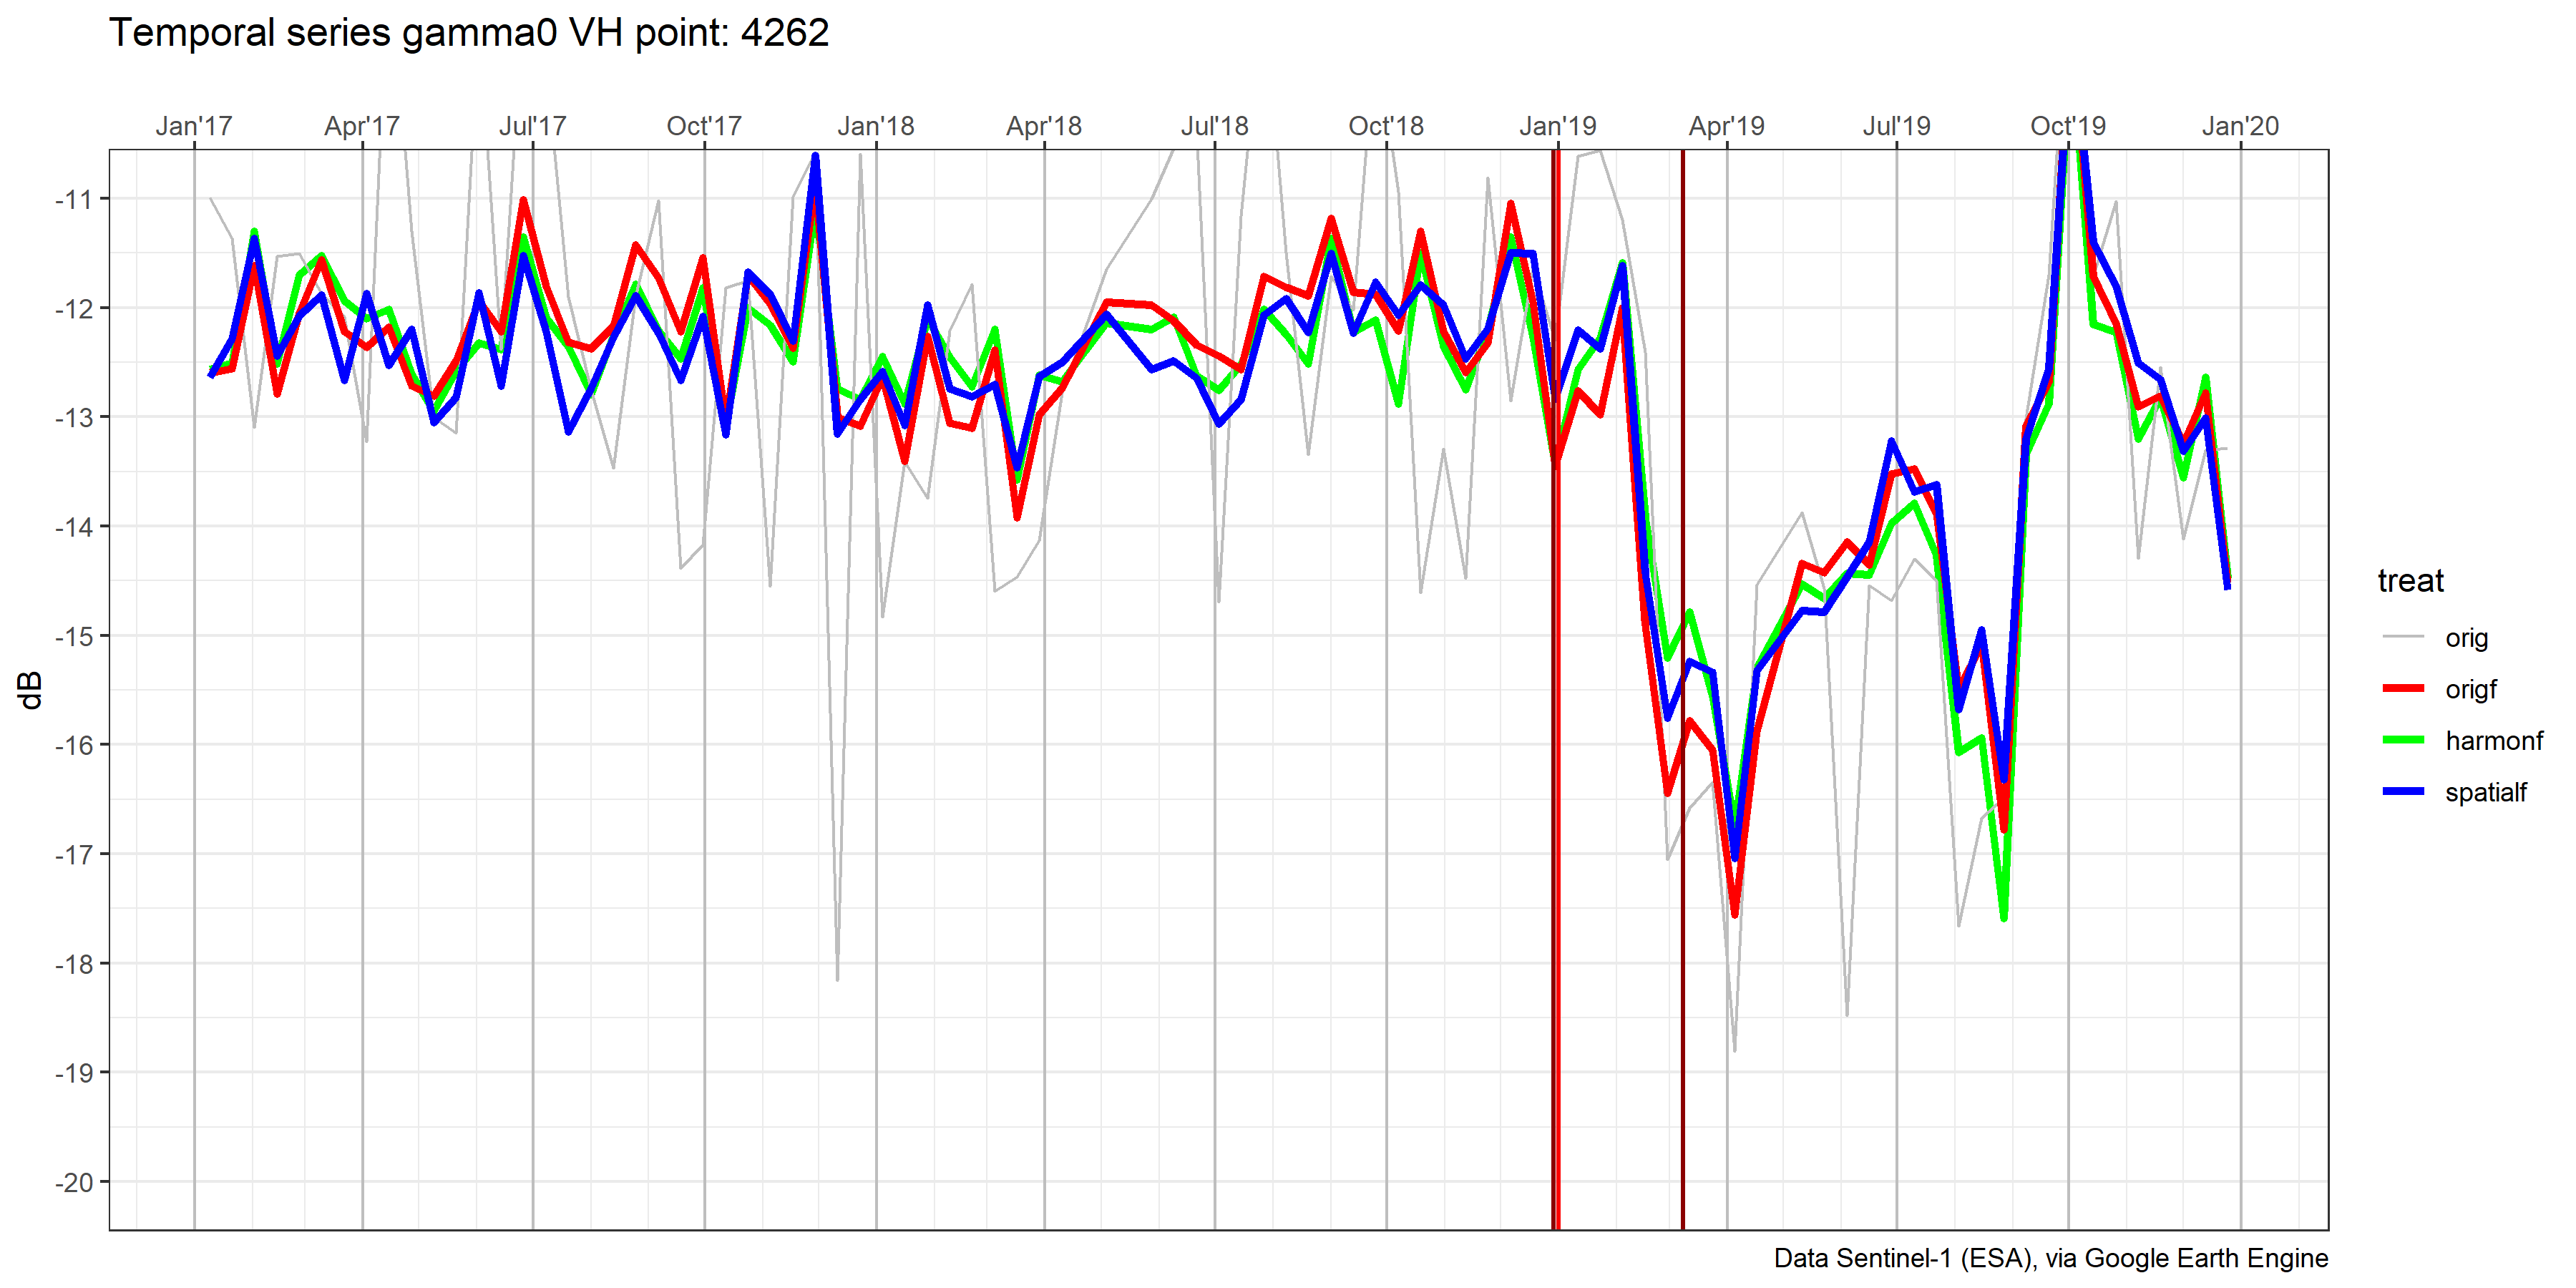 Temporal series gamma0 VH point: 4262
Jan'17 Apr'17 Jul'17 Oct'17 Jan'18 Apr'18 Jul'18 Oct'18 Jan'19 Apr'19 Jul'19 Oct'19 Jan'20
-11
-12
-13
-14
-15
-16
-17
-18
-19
-20
dB
treat
orig
origf
harmonf
spatialf
Data Sentinel-1 (ESA), via Google Earth Engine